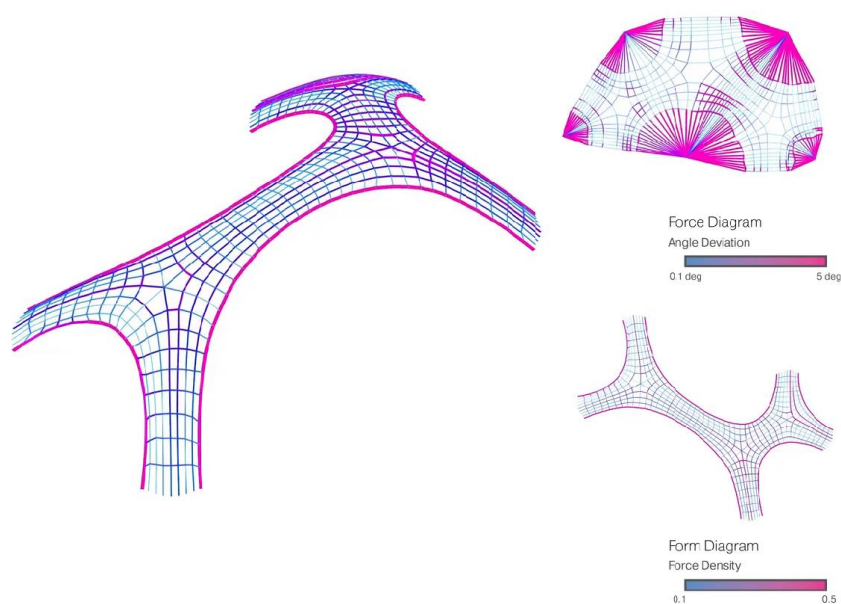 Force Diagram
Angle Deviation
0.1 deg 5 deg
Form Diagram
Force Density
0.1 0.5